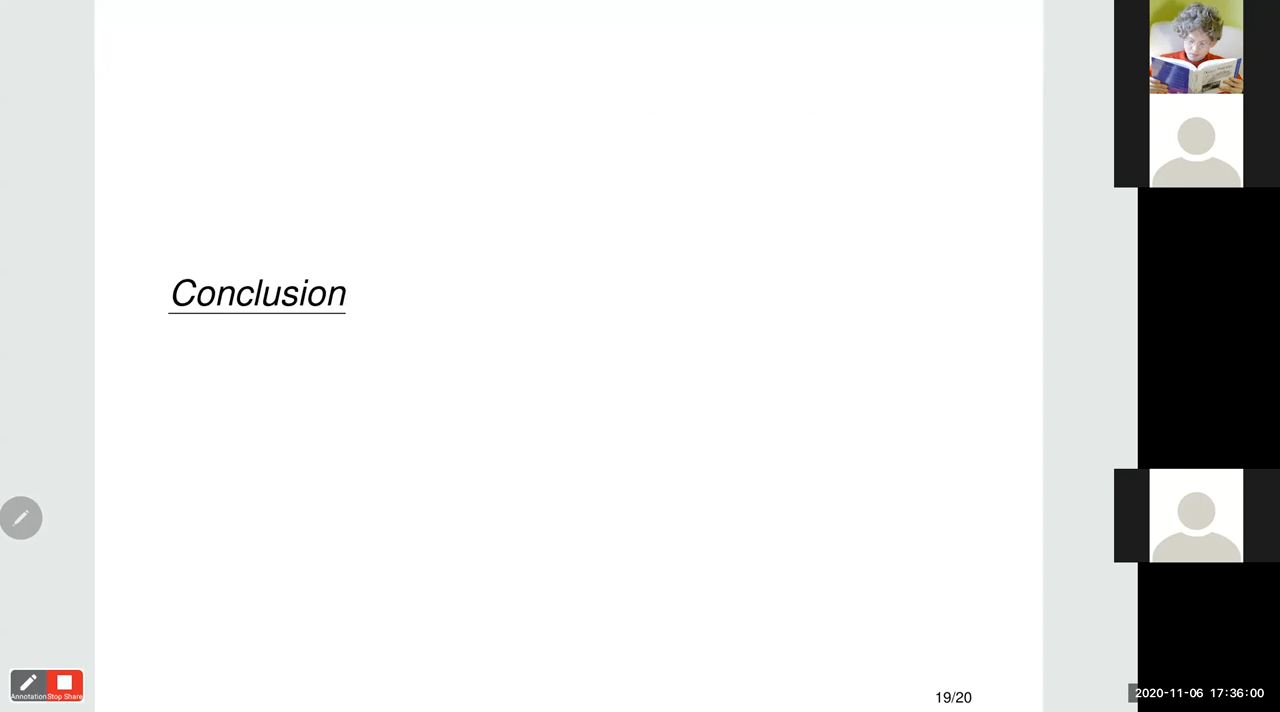 Conclusion
Annotation Stop Share
19/20
2020-11-06 17:36:00